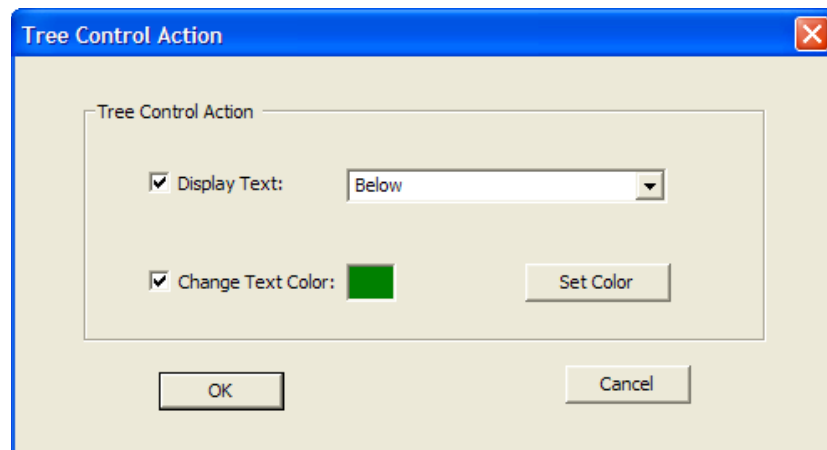 Tree Control Action
Tree Control Action
Display Text: Below
Change Text Color: Set Color
OK Cancel